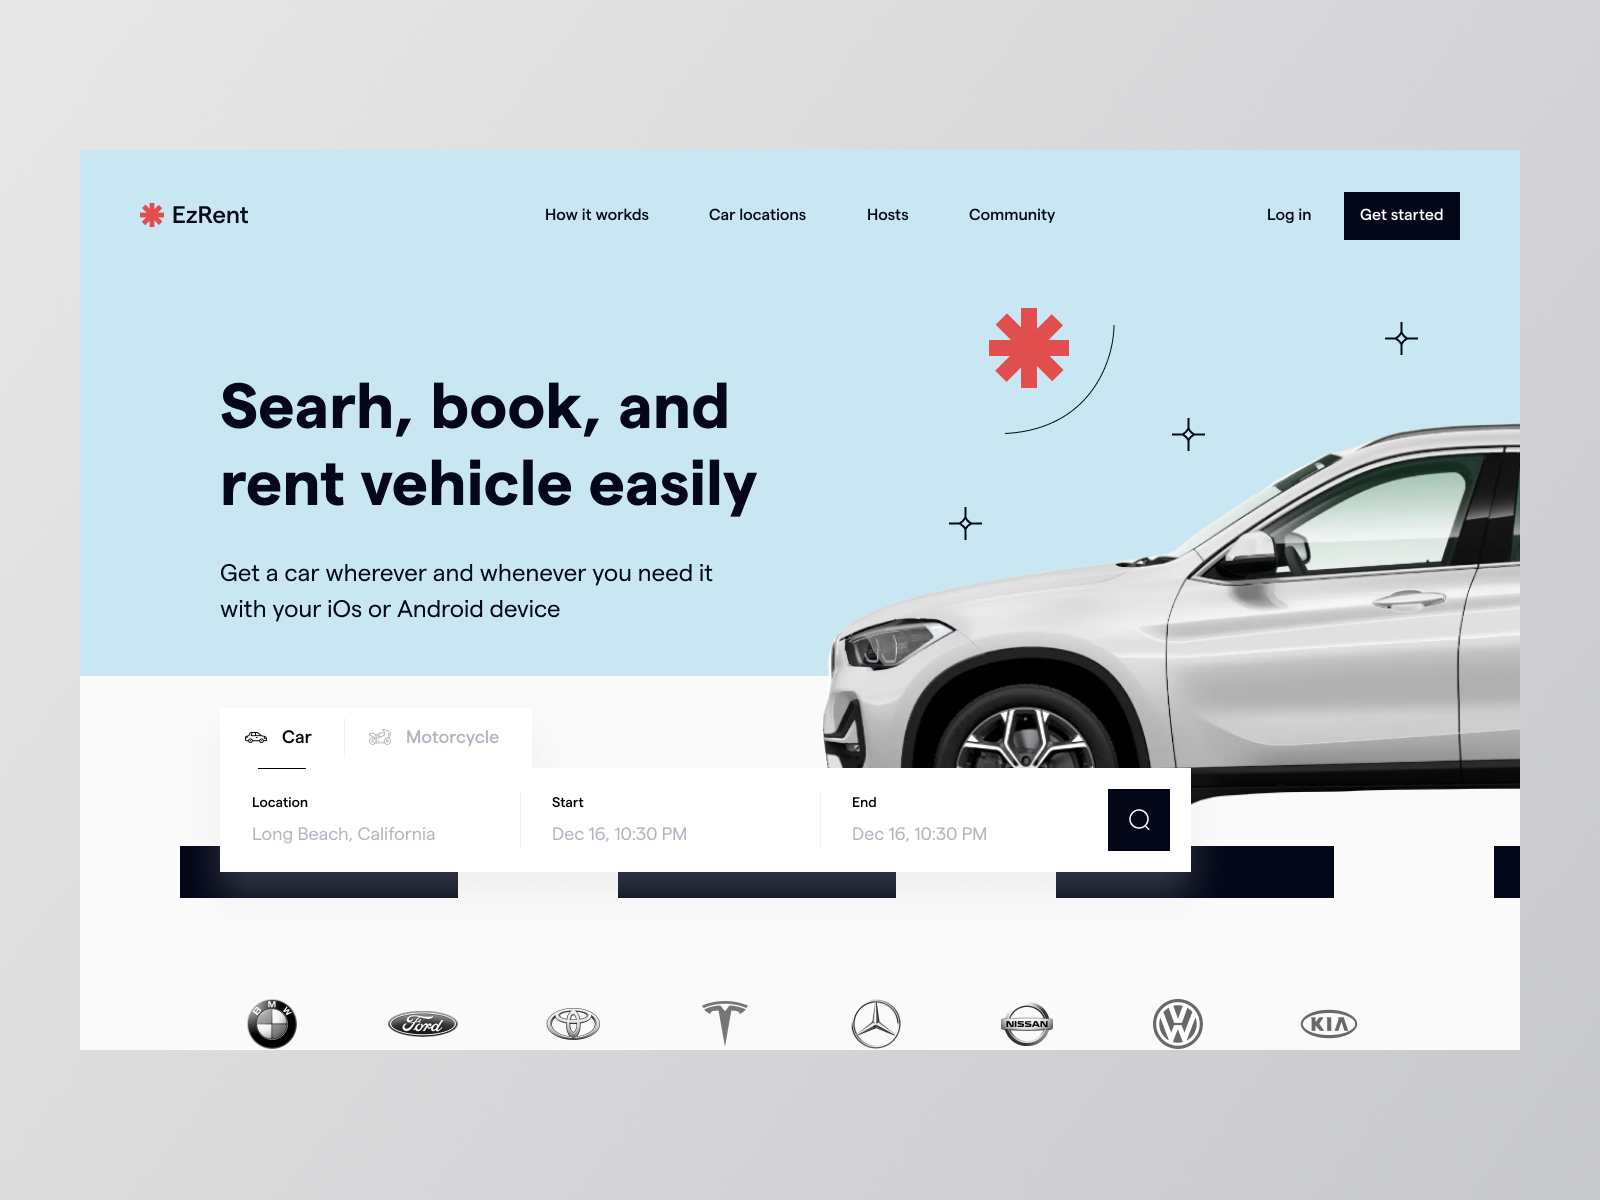 EzRent
How it workds
Car locations
Hosts
Community
Log in
Get started
Searh, book, and
rent vehicle easily
Get a car wherever and whenever you need it
with your iOs or Android device
Car
Motorcycle
Location
Start
End
Long Beach, California
Dec 16, 10:30 PM
Dec 16, 10:30 PM
BMW
Ford
NISSAN
KIA